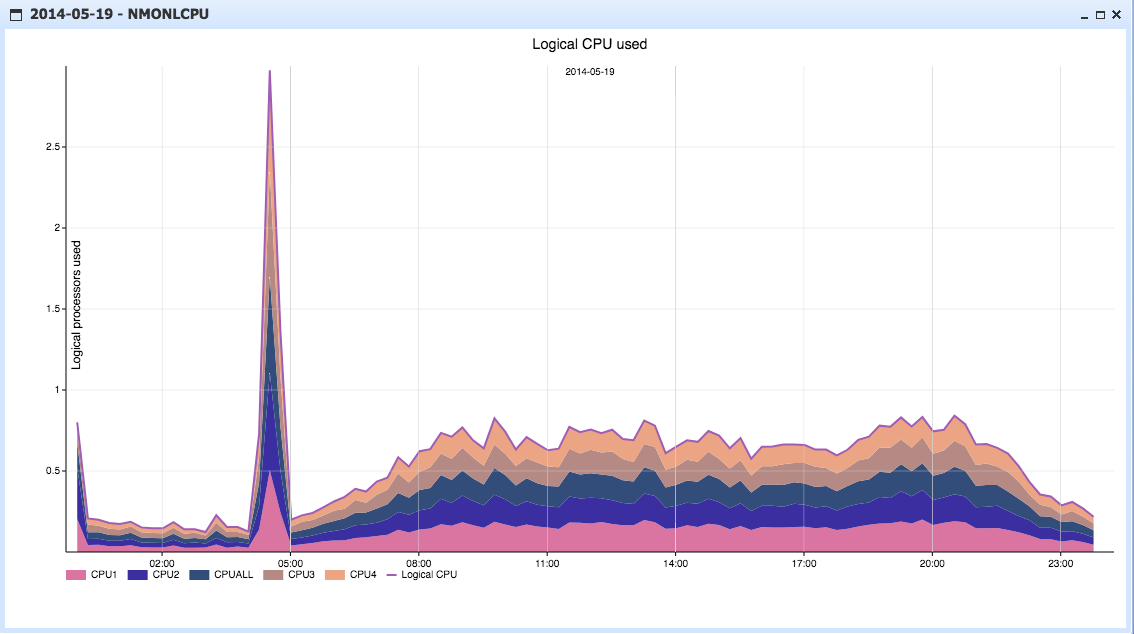 2014-05-19 - NMONLCPU
Logical CPU used
2014-05-19
Logical processors used
2.5
2
1.5
1
0.5
02:00 05:00 08:00 11:00 14:00 17:00 20:00 23:00
CPU1 CPU2 CPUALL CPU3 CPU4 Logical CPU